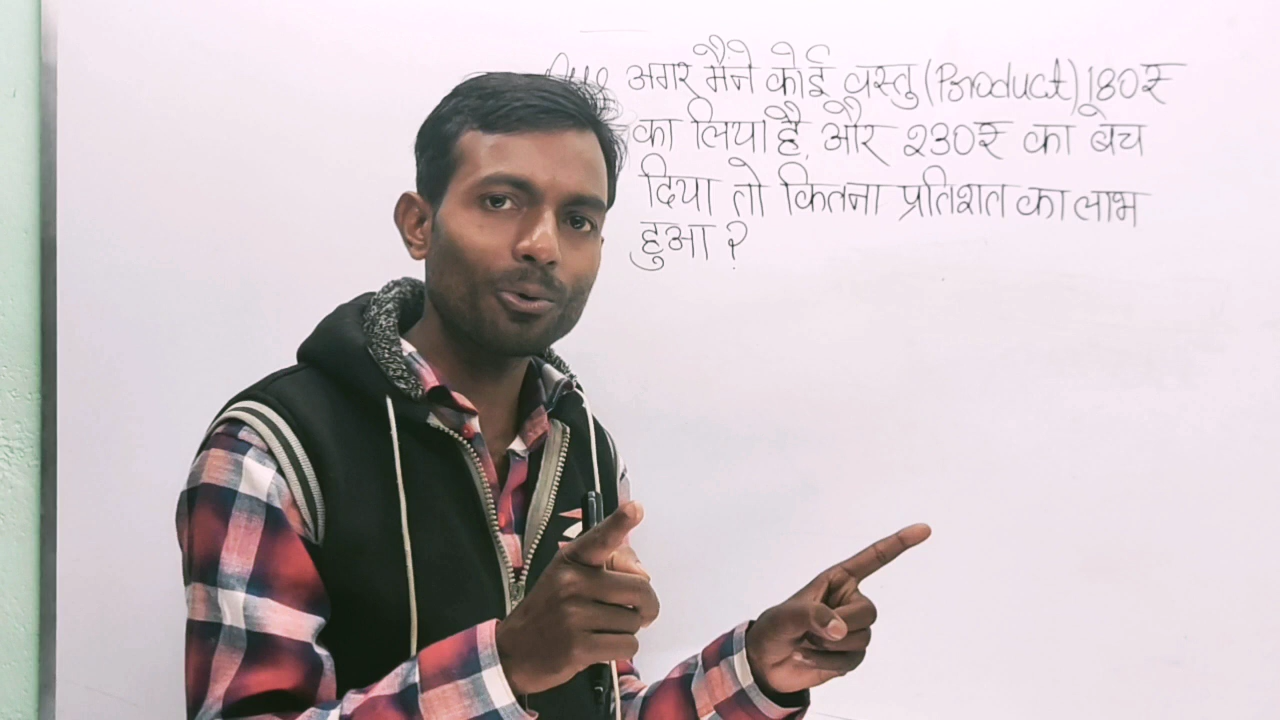 अगर मैंने कोई वस्तु (Product) 180₹
का लिया है, और 230₹ का बेच
दिया तो कितना प्रतिशत का लाभ
हुआ ?